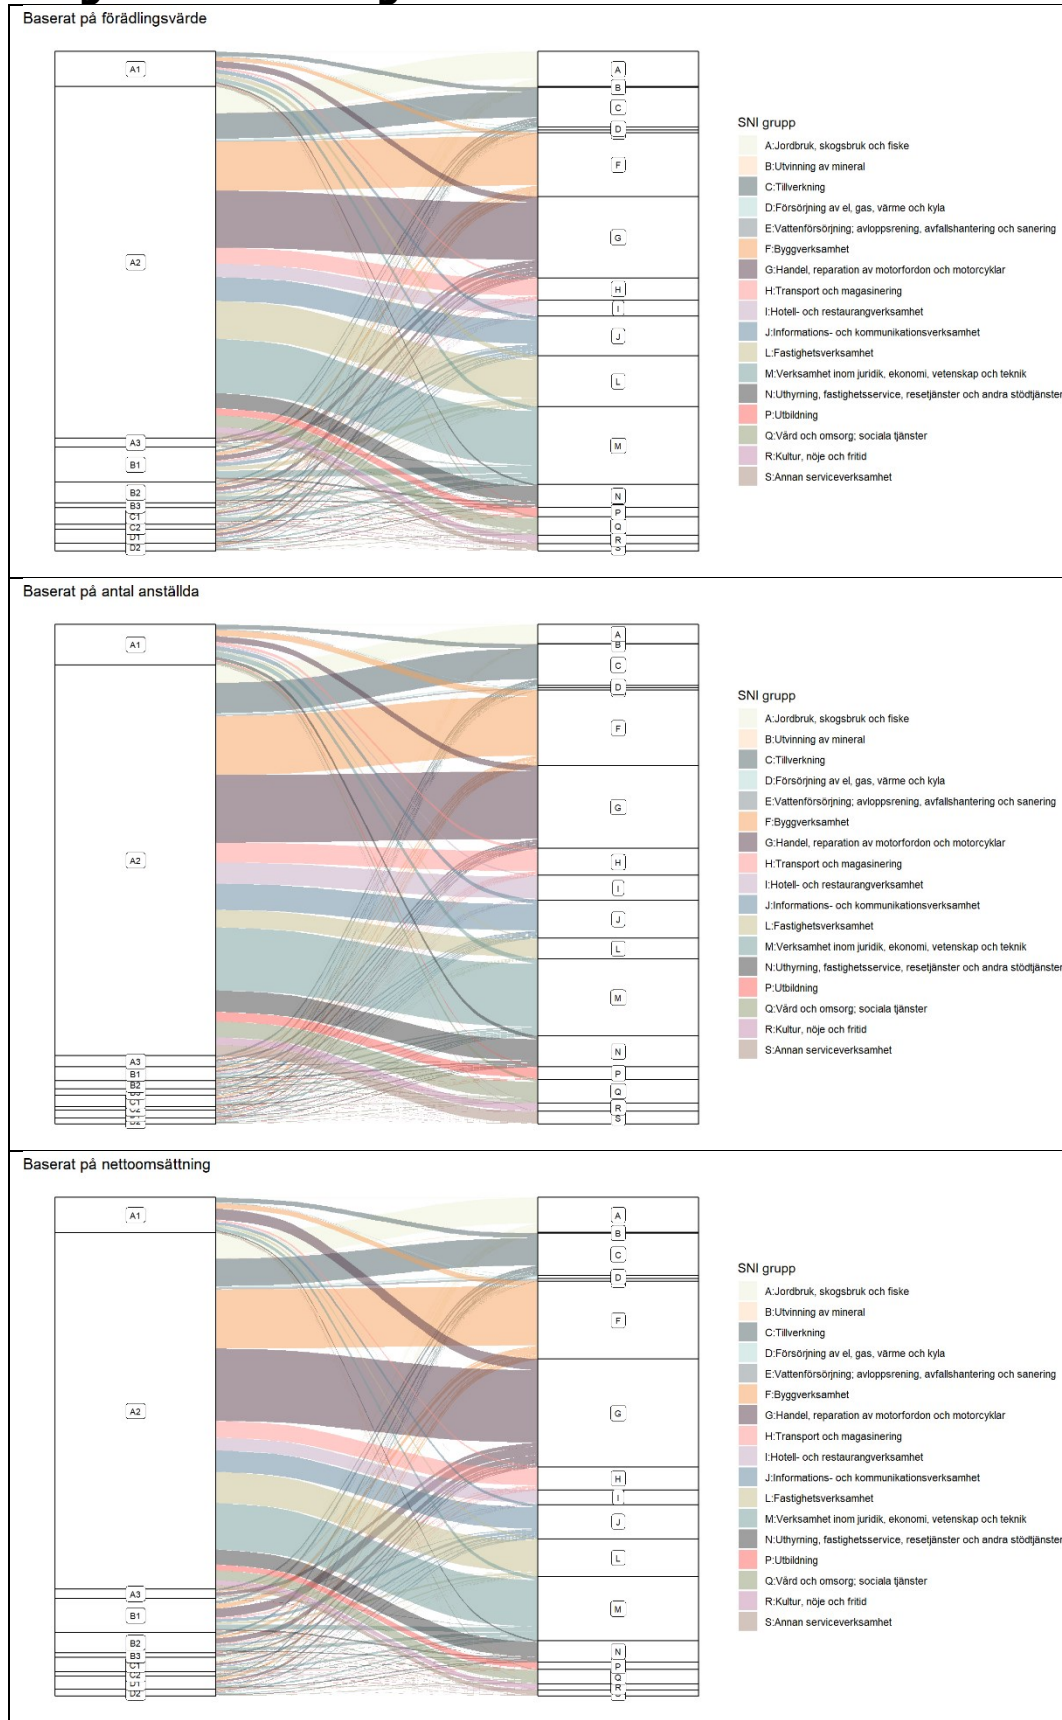 Baserat på förädlingsvärde
A1
A2
A3
B1
B2
B3
C1
C2
D1
D2
A
B
C
D
F
G
H
I
J
L
M
N
P
Q
R
S
SNI grupp
A:Jordbruk, skogsbruk och fiske
B:Utvinning av mineral
C:Tillverkning
D:Försörjning av el, gas, värme och kyla
E:Vattenförsörjning; avloppsrening, avfallshantering och sanering
F:Byggverksamhet
G:Handel, reparation av motorfordon och motorcyklar
H:Transport och magasinering
I:Hotell- och restaurangverksamhet
J:Informations- och kommunikationsverksamhet
L:Fastighetsverksamhet
M:Verksamhet inom juridik, ekonomi, vetenskap och teknik
N:Uthyrning, fastighetsservice, resetjänster och andra stödtjänster
P:Utbildning
Q:Vård och omsorg; sociala tjänster
R:Kultur, nöje och fritid
S:Annan serviceverksamhet
Baserat på antal anställda
A1
A2
A3
B1
B2
B3
C1
C2
D2
A
B
C
D
F
G
H
I
J
L
M
N
P
Q
R
S
SNI grupp
A:Jordbruk, skogsbruk och fiske
B:Utvinning av mineral
C:Tillverkning
D:Försörjning av el, gas, värme och kyla
E:Vattenförsörjning; avloppsrening, avfallshantering och sanering
F:Byggverksamhet
G:Handel, reparation av motorfordon och motorcyklar
H:Transport och magasinering
I:Hotell- och restaurangverksamhet
J:Informations- och kommunikationsverksamhet
L:Fastighetsverksamhet
M:Verksamhet inom juridik, ekonomi, vetenskap och teknik
N:Uthyrning, fastighetsservice, resetjänster och andra stödtjänster
P:Utbildning
Q:Vård och omsorg; sociala tjänster
R:Kultur, nöje och fritid
S:Annan serviceverksamhet
Baserat på nettoomsättning
A1
A2
A3
B1
B2
B3
C1
C2
D1
D2
A
B
C
D
F
G
H
I
J
L
M
N
P
Q
R
SNI grupp
A:Jordbruk, skogsbruk och fiske
B:Utvinning av mineral
C:Tillverkning
D:Försörjning av el, gas, värme och kyla
E:Vattenförsörjning; avloppsrening, avfallshantering och sanering
F:Byggverksamhet
G:Handel, reparation av motorfordon och motorcyklar
H:Transport och magasinering
I:Hotell- och restaurangverksamhet
J:Informations- och kommunikationsverksamhet
L:Fastighetsverksamhet
M:Verksamhet inom juridik, ekonomi, vetenskap och teknik
N:Uthyrning, fastighetsservice, resetjänster och andra stödtjänster
P:Utbildning
Q:Vård och omsorg; sociala tjänster
R:Kultur, nöje och fritid
S:Annan serviceverksamhet